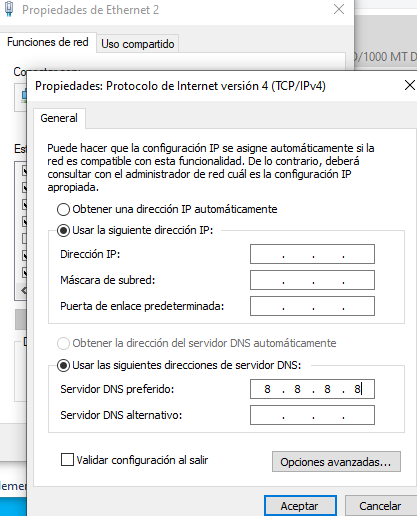 Propiedades de Ethernet 2
Funciones de red
Uso compartido
/1000 MT D
Propiedades: Protocolo de Internet versión 4 (TCP/IPv4)
General
Puede hacer que la configuración IP se asigne automáticamente si la
red es compatible con esta funcionalidad. De lo contrario, deberá
consultar con el administrador de red cuál es la configuración IP
apropiada.
Obtener una dirección IP automáticamente
Usar la siguiente dirección IP:
Dirección IP: . . .
Máscara de subred: . . .
Puerta de enlace predeterminada: . . .
Obtener la dirección del servidor DNS automáticamente
Usar las siguientes direcciones de servidor DNS:
Servidor DNS preferido: 8 . 8 . 8 . 8
Servidor DNS alternativo: . . .
Validar configuración al salir
Opciones avanzadas...
Aceptar
Cancelar